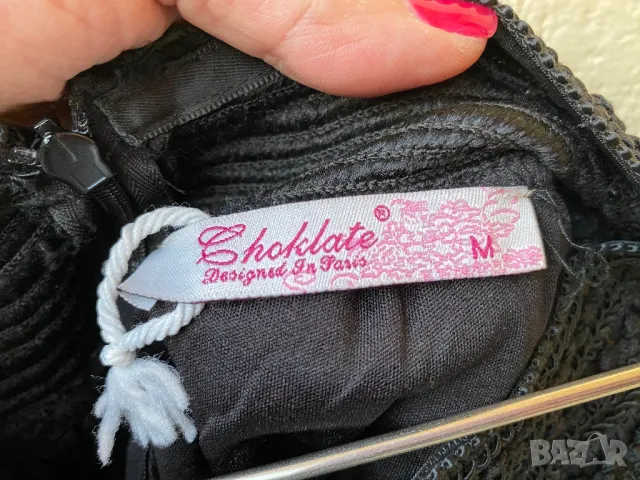 Choklate®
Designed In Paris
M
BAZAR